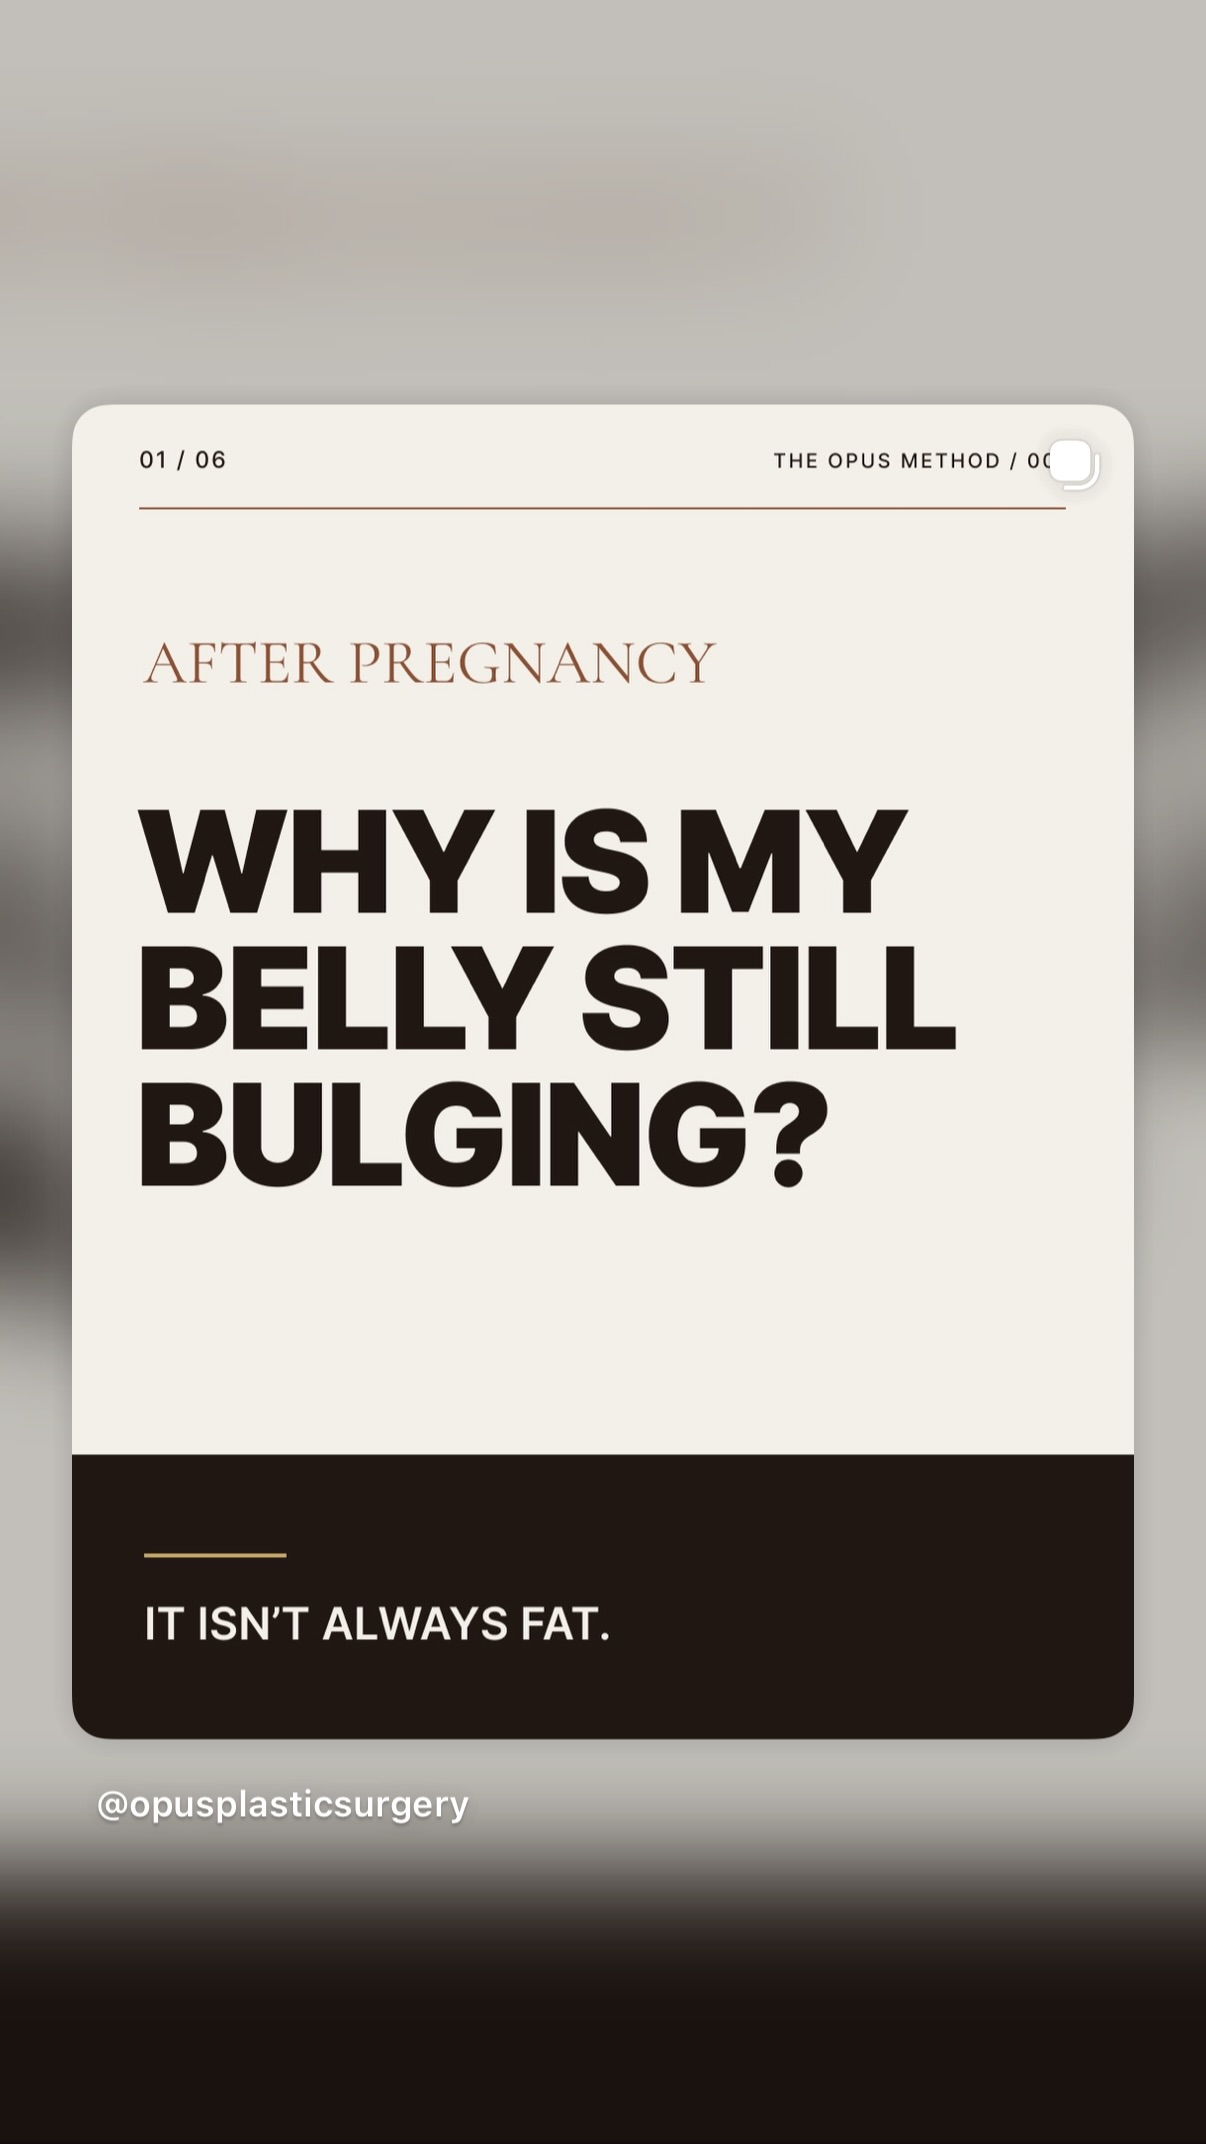 01 / 06
THE OPUS METHOD /
AFTER PREGNANCY
WHY IS MY
BELLY STILL
BULGING?
IT ISN’T ALWAYS FAT.
@opusplasticsurgery